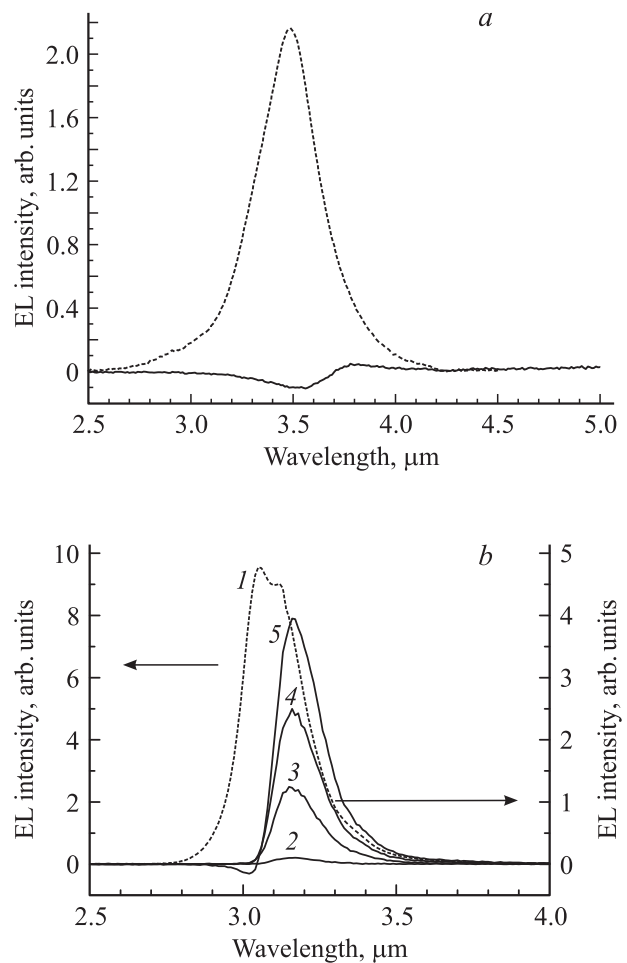 a
EL intensity, arb. units
2.0
1.6
1.2
0.8
0.4
0
2.5 3.0 3.5 4.0 4.5 5.0
Wavelength, μm
b
EL intensity, arb. units
10
8
6
4
2
0
1
5
4
3
2
5
4
3
2
1
0
EL intensity, arb. units
2.5 3.0 3.5 4.0
Wavelength, μm